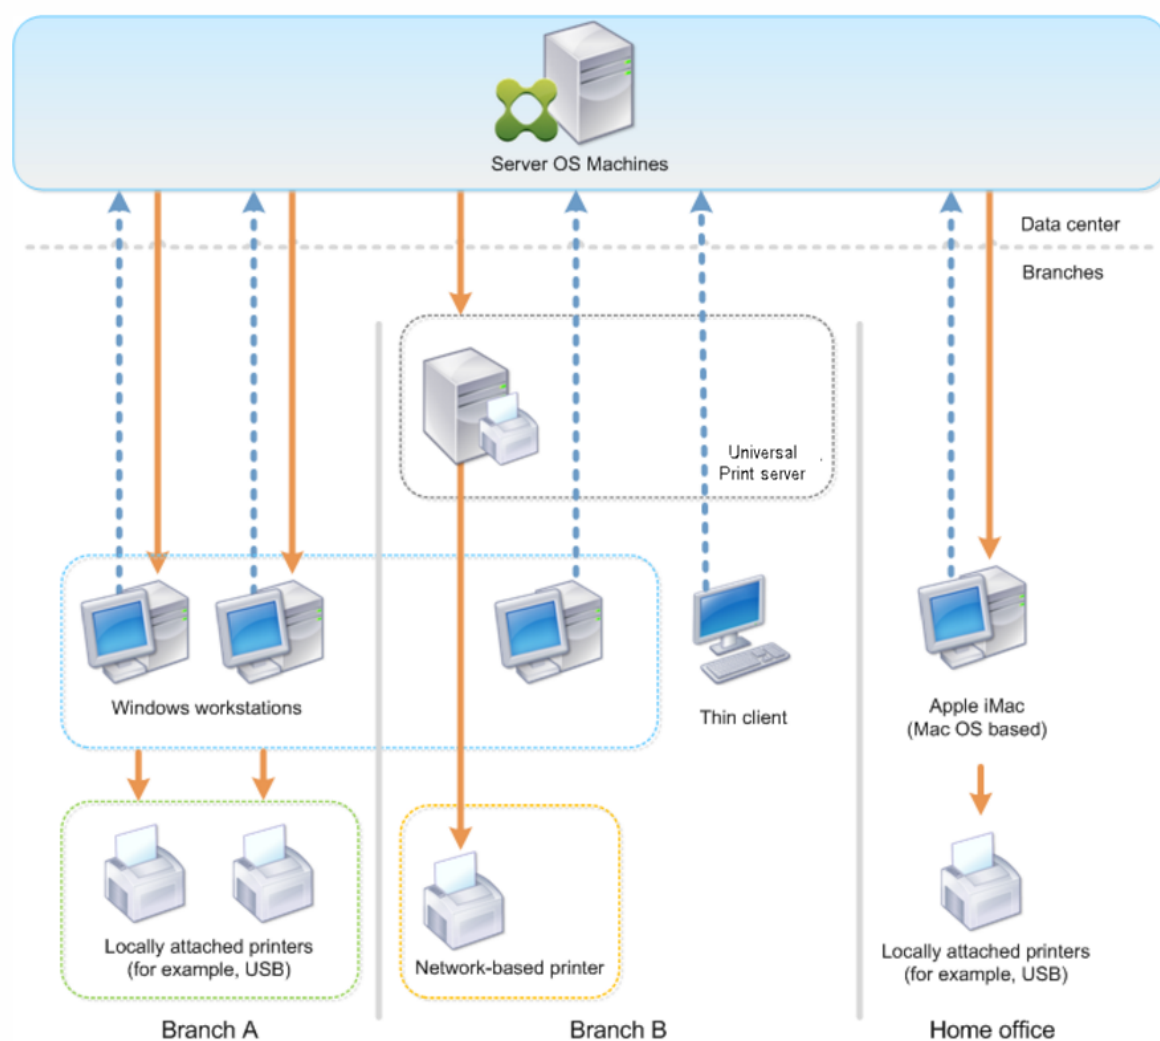 Server OS Machines
Data center
Branches
Universal
Print server
Windows workstations
Thin client
Apple iMac
(Mac OS based)
Locally attached printers
(for example, USB)
Network-based printer
Locally attached printers
(for example, USB)
Branch A
Branch B
Home office